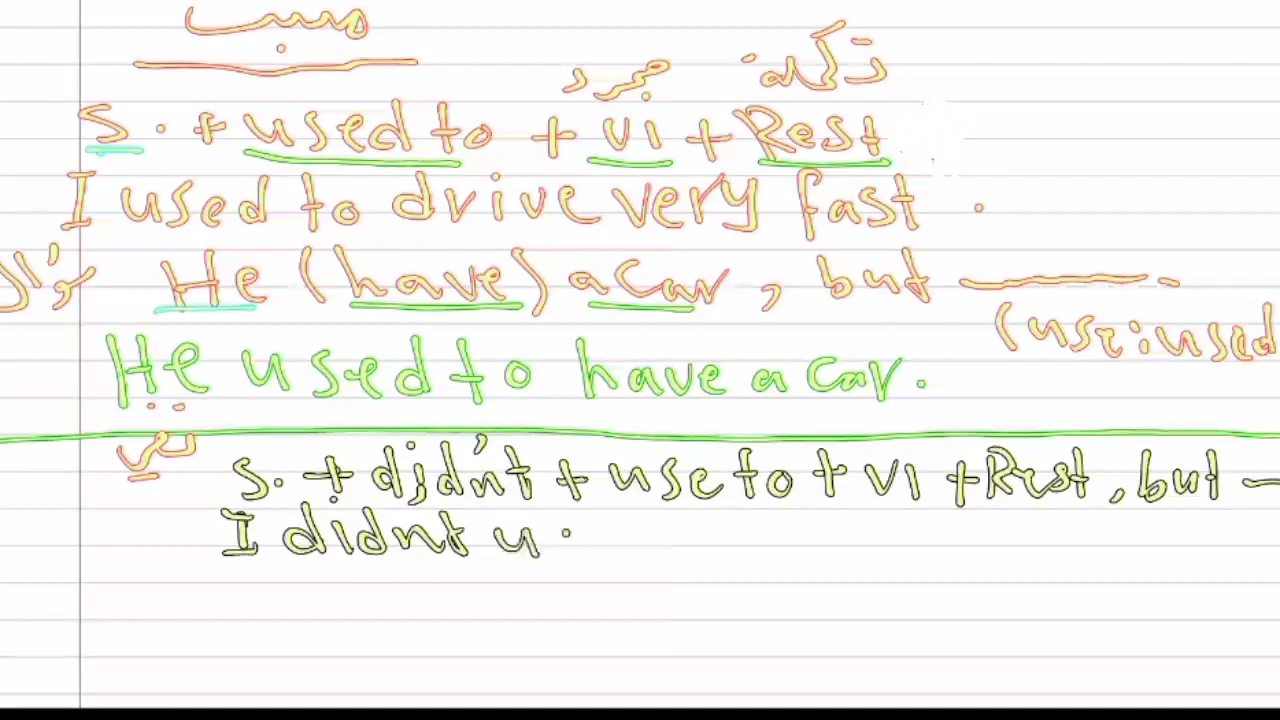 مثبت
مجرد تكملة
S. + used to + V1 + Rest
I used to drive very fast .
He (have) a car , but
(use:used
He used to have a car.
نفي
S. + didn't + use to + V1 + Rest , but
I didnt u .